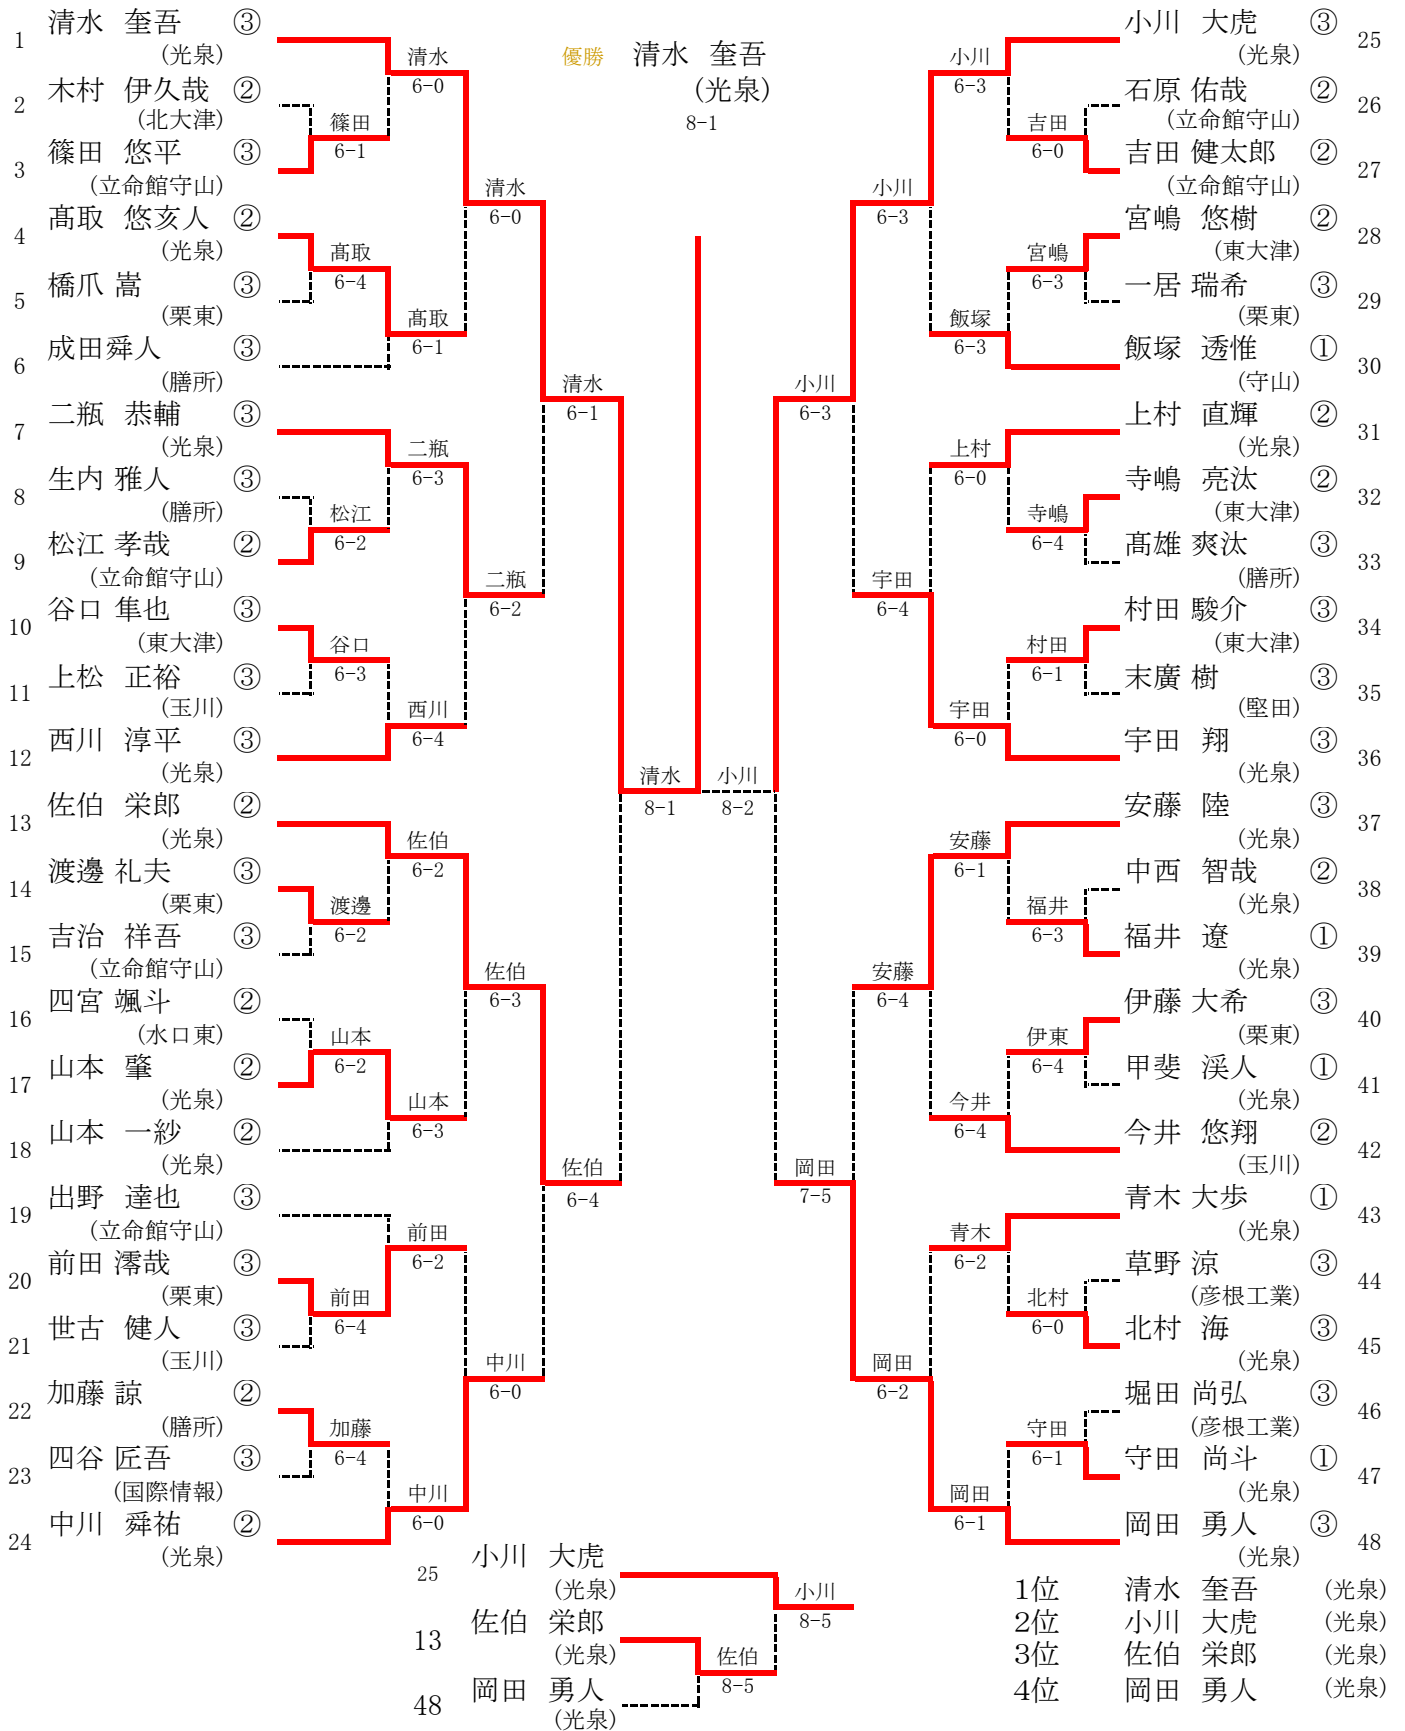 優勝 清水 奎吾
(光泉)
8-1
1 清水 奎吾 ③
(光泉)
2 木村 伊久哉 ②
(北大津)
3 篠田 悠平 ③
(立命館守山)
4 髙取 悠亥人 ②
(光泉)
5 橋爪 嵩 ③
(栗東)
6 成田舜人 ③
(膳所)
7 二瓶 恭輔 ③
(光泉)
8 生内 雅人 ③
(膳所)
9 松江 孝哉 ②
(立命館守山)
10 谷口 隼也 ③
(東大津)
11 上松 正裕 ③
(玉川)
12 西川 淳平 ③
(光泉)
13 佐伯 栄郎 ②
(光泉)
14 渡邊 礼夫 ③
(栗東)
15 吉治 祥吾 ③
(立命館守山)
16 四宮 颯斗 ②
(水口東)
17 山本 肇 ②
(光泉)
18 山本 一紗 ②
(光泉)
19 出野 達也 ③
(立命館守山)
20 前田 澪哉 ③
(栗東)
21 世古 健人 ③
(玉川)
22 加藤 諒 ②
(膳所)
23 四谷 匠吾 ③
(国際情報)
24 中川 舜祐 ②
(光泉)
篠田
6-1
髙取
6-4
松江
6-2
谷口
6-3
渡邊
6-2
山本
6-2
前田
6-4
加藤
6-4
清水
6-0
髙取
6-1
二瓶
6-3
西川
6-4
佐伯
6-2
山本
6-3
前田
6-2
中川
6-0
清水
6-0
二瓶
6-2
佐伯
6-3
中川
6-0
清水
6-1
佐伯
6-4
清水
8-1
小川
8-2
小川
6-3
岡田
7-5
小川
6-3
宇田
6-4
安藤
6-4
岡田
6-2
小川
6-3
飯塚
6-3
上村
6-0
宇田
6-0
安藤
6-1
今井
6-4
青木
6-2
岡田
6-1
吉田
6-0
宮嶋
6-3
寺嶋
6-4
村田
6-1
福井
6-3
伊東
6-4
北村
6-0
守田
6-1
小川 大虎 ③ 25
(光泉)
石原 佑哉 ② 26
(立命館守山)
吉田 健太郎 ② 27
(立命館守山)
宮嶋 悠樹 ② 28
(東大津)
一居 瑞希 ③ 29
(栗東)
飯塚 透惟 ① 30
(守山)
上村 直輝 ② 31
(光泉)
寺嶋 亮汰 ② 32
(東大津)
髙雄 爽汰 ③ 33
(膳所)
村田 駿介 ③ 34
(東大津)
末廣 樹 ③ 35
(堅田)
宇田 翔 ③ 36
(光泉)
安藤 陸 ③ 37
(光泉)
中西 智哉 ② 38
(光泉)
福井 遼 ① 39
(光泉)
伊藤 大希 ③ 40
(栗東)
甲斐 渓人 ① 41
(光泉)
今井 悠翔 ② 42
(玉川)
青木 大歩 ① 43
(光泉)
草野 涼 ③ 44
(彦根工業)
北村 海 ③ 45
(光泉)
堀田 尚弘 ③ 46
(彦根工業)
守田 尚斗 ① 47
(光泉)
岡田 勇人 ③ 48
(光泉)
25 小川 大虎
(光泉)
13 佐伯 栄郎
(光泉)
48 岡田 勇人
(光泉)
佐伯
8-5
小川
8-5
1位 清水 奎吾 (光泉)
2位 小川 大虎 (光泉)
3位 佐伯 栄郎 (光泉)
4位 岡田 勇人 (光泉)